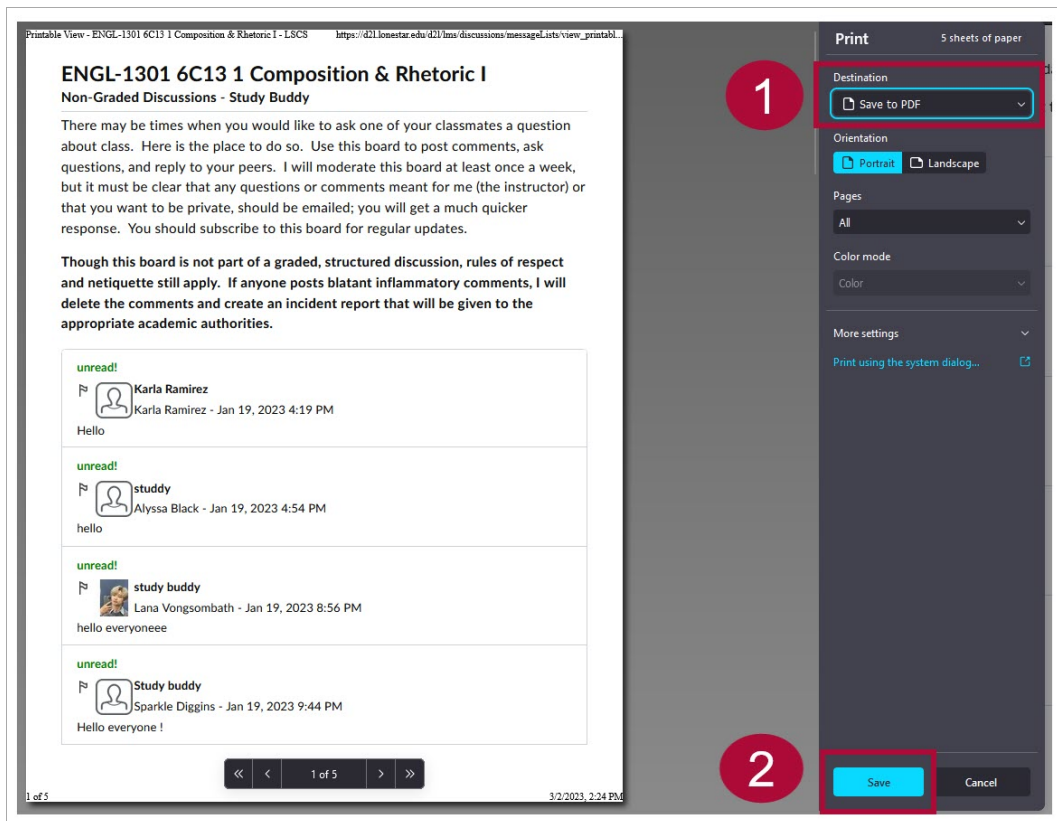 Printable View - ENGL-1301 6C13 1 Composition & Rhetoric I - LSCS https://d2l.lonestar.edu/d2l/lms/discussions/messageLists/view_printabl...
ENGL-1301 6C13 1 Composition & Rhetoric I
Non-Graded Discussions - Study Buddy
There may be times when you would like to ask one of your classmates a question
about class. Here is the place to do so. Use this board to post comments, ask
questions, and reply to your peers. I will moderate this board at least once a week,
but it must be clear that any questions or comments meant for me (the instructor) or
that you want to be private, should be emailed; you will get a much quicker
response. You should subscribe to this board for regular updates.
Though this board is not part of a graded, structured discussion, rules of respect
and netiquette still apply. If anyone posts blatant inflammatory comments, I will
delete the comments and create an incident report that will be given to the
appropriate academic authorities.
unread!
Karla Ramirez
Karla Ramirez - Jan 19, 2023 4:19 PM
Hello
unread!
studdy
Alyssa Black - Jan 19, 2023 4:54 PM
hello
unread!
study buddy
Lana Vongsombath - Jan 19, 2023 8:56 PM
hello everyoneee
unread!
Study buddy
Sparkle Diggins - Jan 19, 2023 9:44 PM
Hello everyone !
1 of 5
1 of 5 3/2/2023, 2:24 PM
1
Print 5 sheets of paper
Destination
Save to PDF
Orientation
Portrait Landscape
Pages
All
Color mode
Color
More settings
Print using the system dialog...
2
Save Cancel